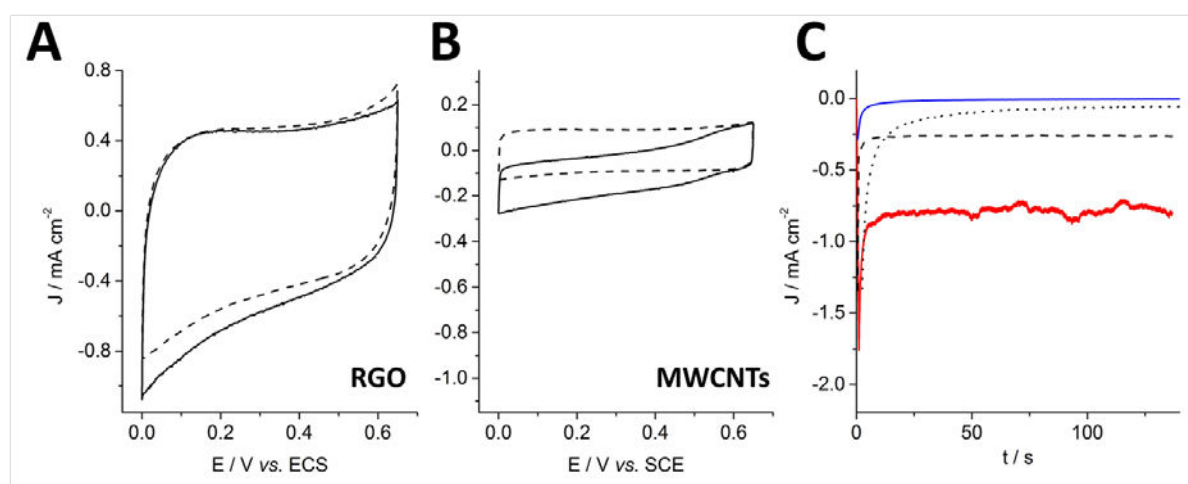 A
B
C
J / mA cm⁻²
0.8
0.4
0.0
-0.4
-0.8
0.0
0.2
0.4
0.6
E / V vs. ECS
RGO
0.2
0.0
-0.2
-0.4
-0.6
-0.8
-1.0
0.0
0.2
0.4
0.6
J / mA cm⁻²
E / V vs. SCE
MWCNTs
0.0
-0.5
-1.0
-1.5
-2.0
0
50
100
J / mA cm⁻²
t / s